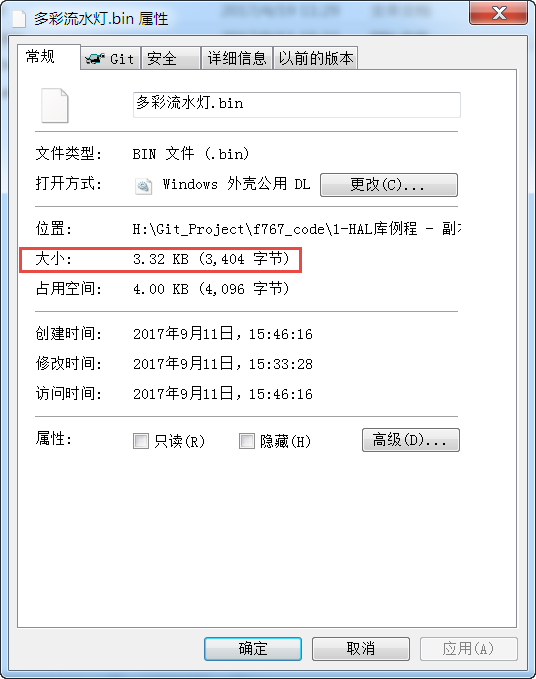 多彩流水灯.bin 属性
常规 Git 安全 详细信息 以前的版本
多彩流水灯.bin
文件类型: BIN 文件 (.bin)
打开方式: Windows 外壳公用 DL 更改(C)...
位置: H:\Git_Project\f767_code\1-HAL库例程 - 副
大小: 3.32 KB (3,404 字节)
占用空间: 4.00 KB (4,096 字节)
创建时间: 2017年9月11日, 15:46:16
修改时间: 2017年9月11日, 15:33:28
访问时间: 2017年9月11日, 15:46:16
属性: 只读(R) 隐藏(H) 高级(D)...
确定 取消 应用(A)